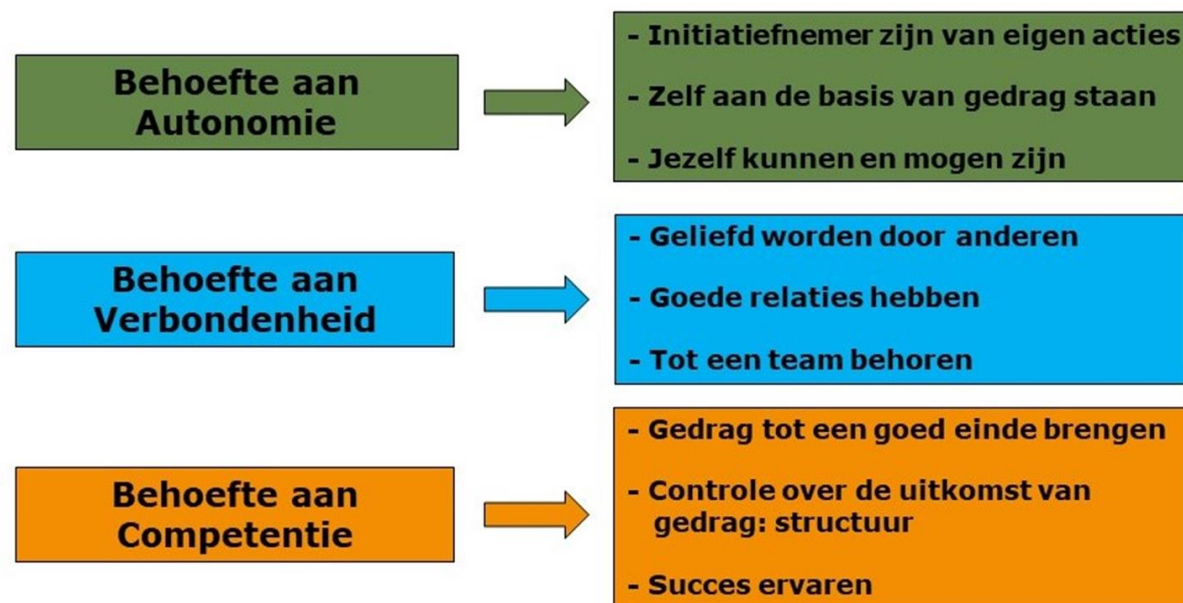 Behoefte aan
Autonomie
- Initiatiefnemer zijn van eigen acties
- Zelf aan de basis van gedrag staan
- Jezelf kunnen en mogen zijn
Behoefte aan
Verbondenheid
- Geliefd worden door anderen
- Goede relaties hebben
- Tot een team behoren
Behoefte aan
Competentie
- Gedrag tot een goed einde brengen
- Controle over de uitkomst van
gedrag: structuur
- Succes ervaren